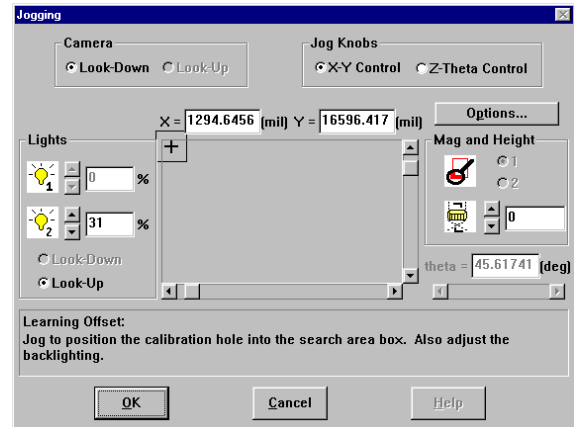 Jogging
Camera
Look-Down Look-Up
Jog Knobs
X-Y Control Z-Theta Control
X = 1294.6456 (mil) Y = 16596.417 (mil)
Options...
Lights
1 0 %
2 31 %
Look-Down
Look-Up
Mag and Height
1
2
0
theta = 45.61741 (deg)
Learning Offset:
Jog to position the calibration hole into the search area box. Also adjust the
backlighting.
OK Cancel Help